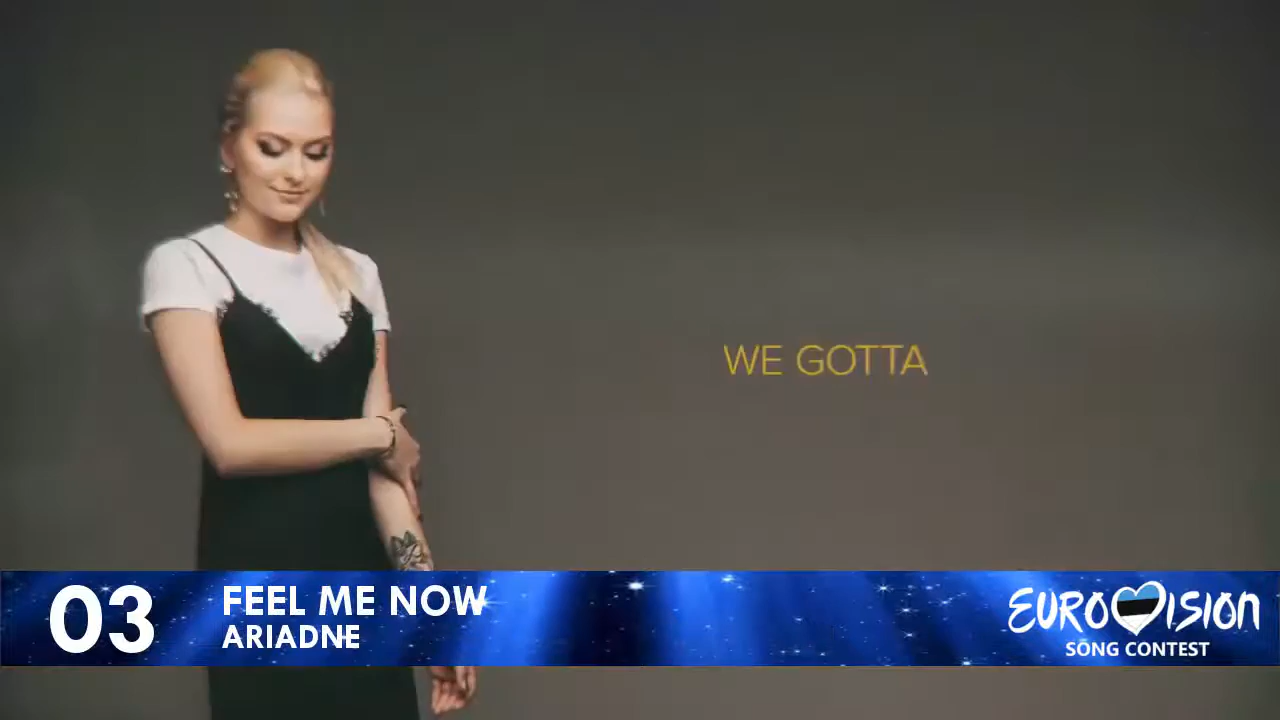 WE GOTTA
03
FEEL ME NOW
ARIADNE
EUROVISION
SONG CONTEST